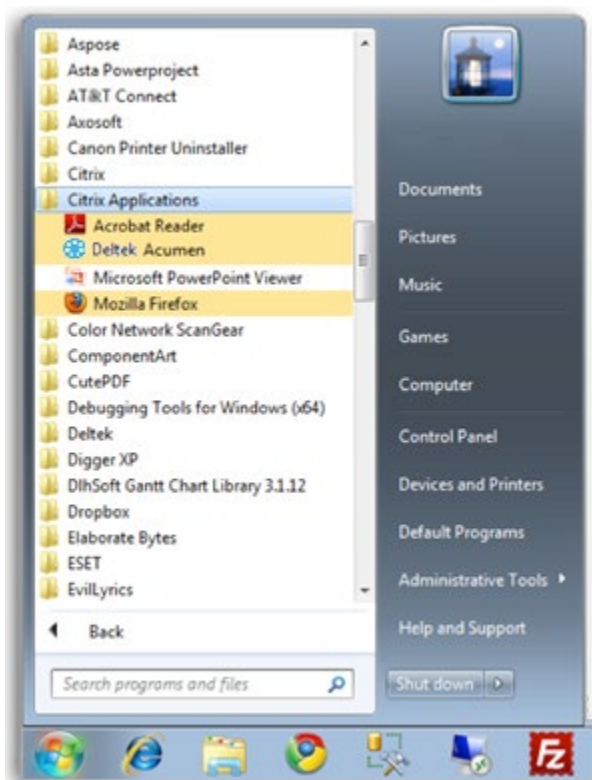 Aspose
Asta Powerproject
AT&T Connect
Axosoft
Canon Printer Uninstaller
Citrix
Citrix Applications
Acrobat Reader
Deltek Acumen
Microsoft PowerPoint Viewer
Mozilla Firefox
Color Network ScanGear
ComponentArt
CutePDF
Debugging Tools for Windows (x64)
Deltek
Digger XP
DlhSoft Gantt Chart Library 3.1.12
Dropbox
Elaborate Bytes
ESET
EvilLyrics
Back
Search programs and files
Documents
Pictures
Music
Games
Computer
Control Panel
Devices and Printers
Default Programs
Administrative Tools
Help and Support
Shut down
Fz